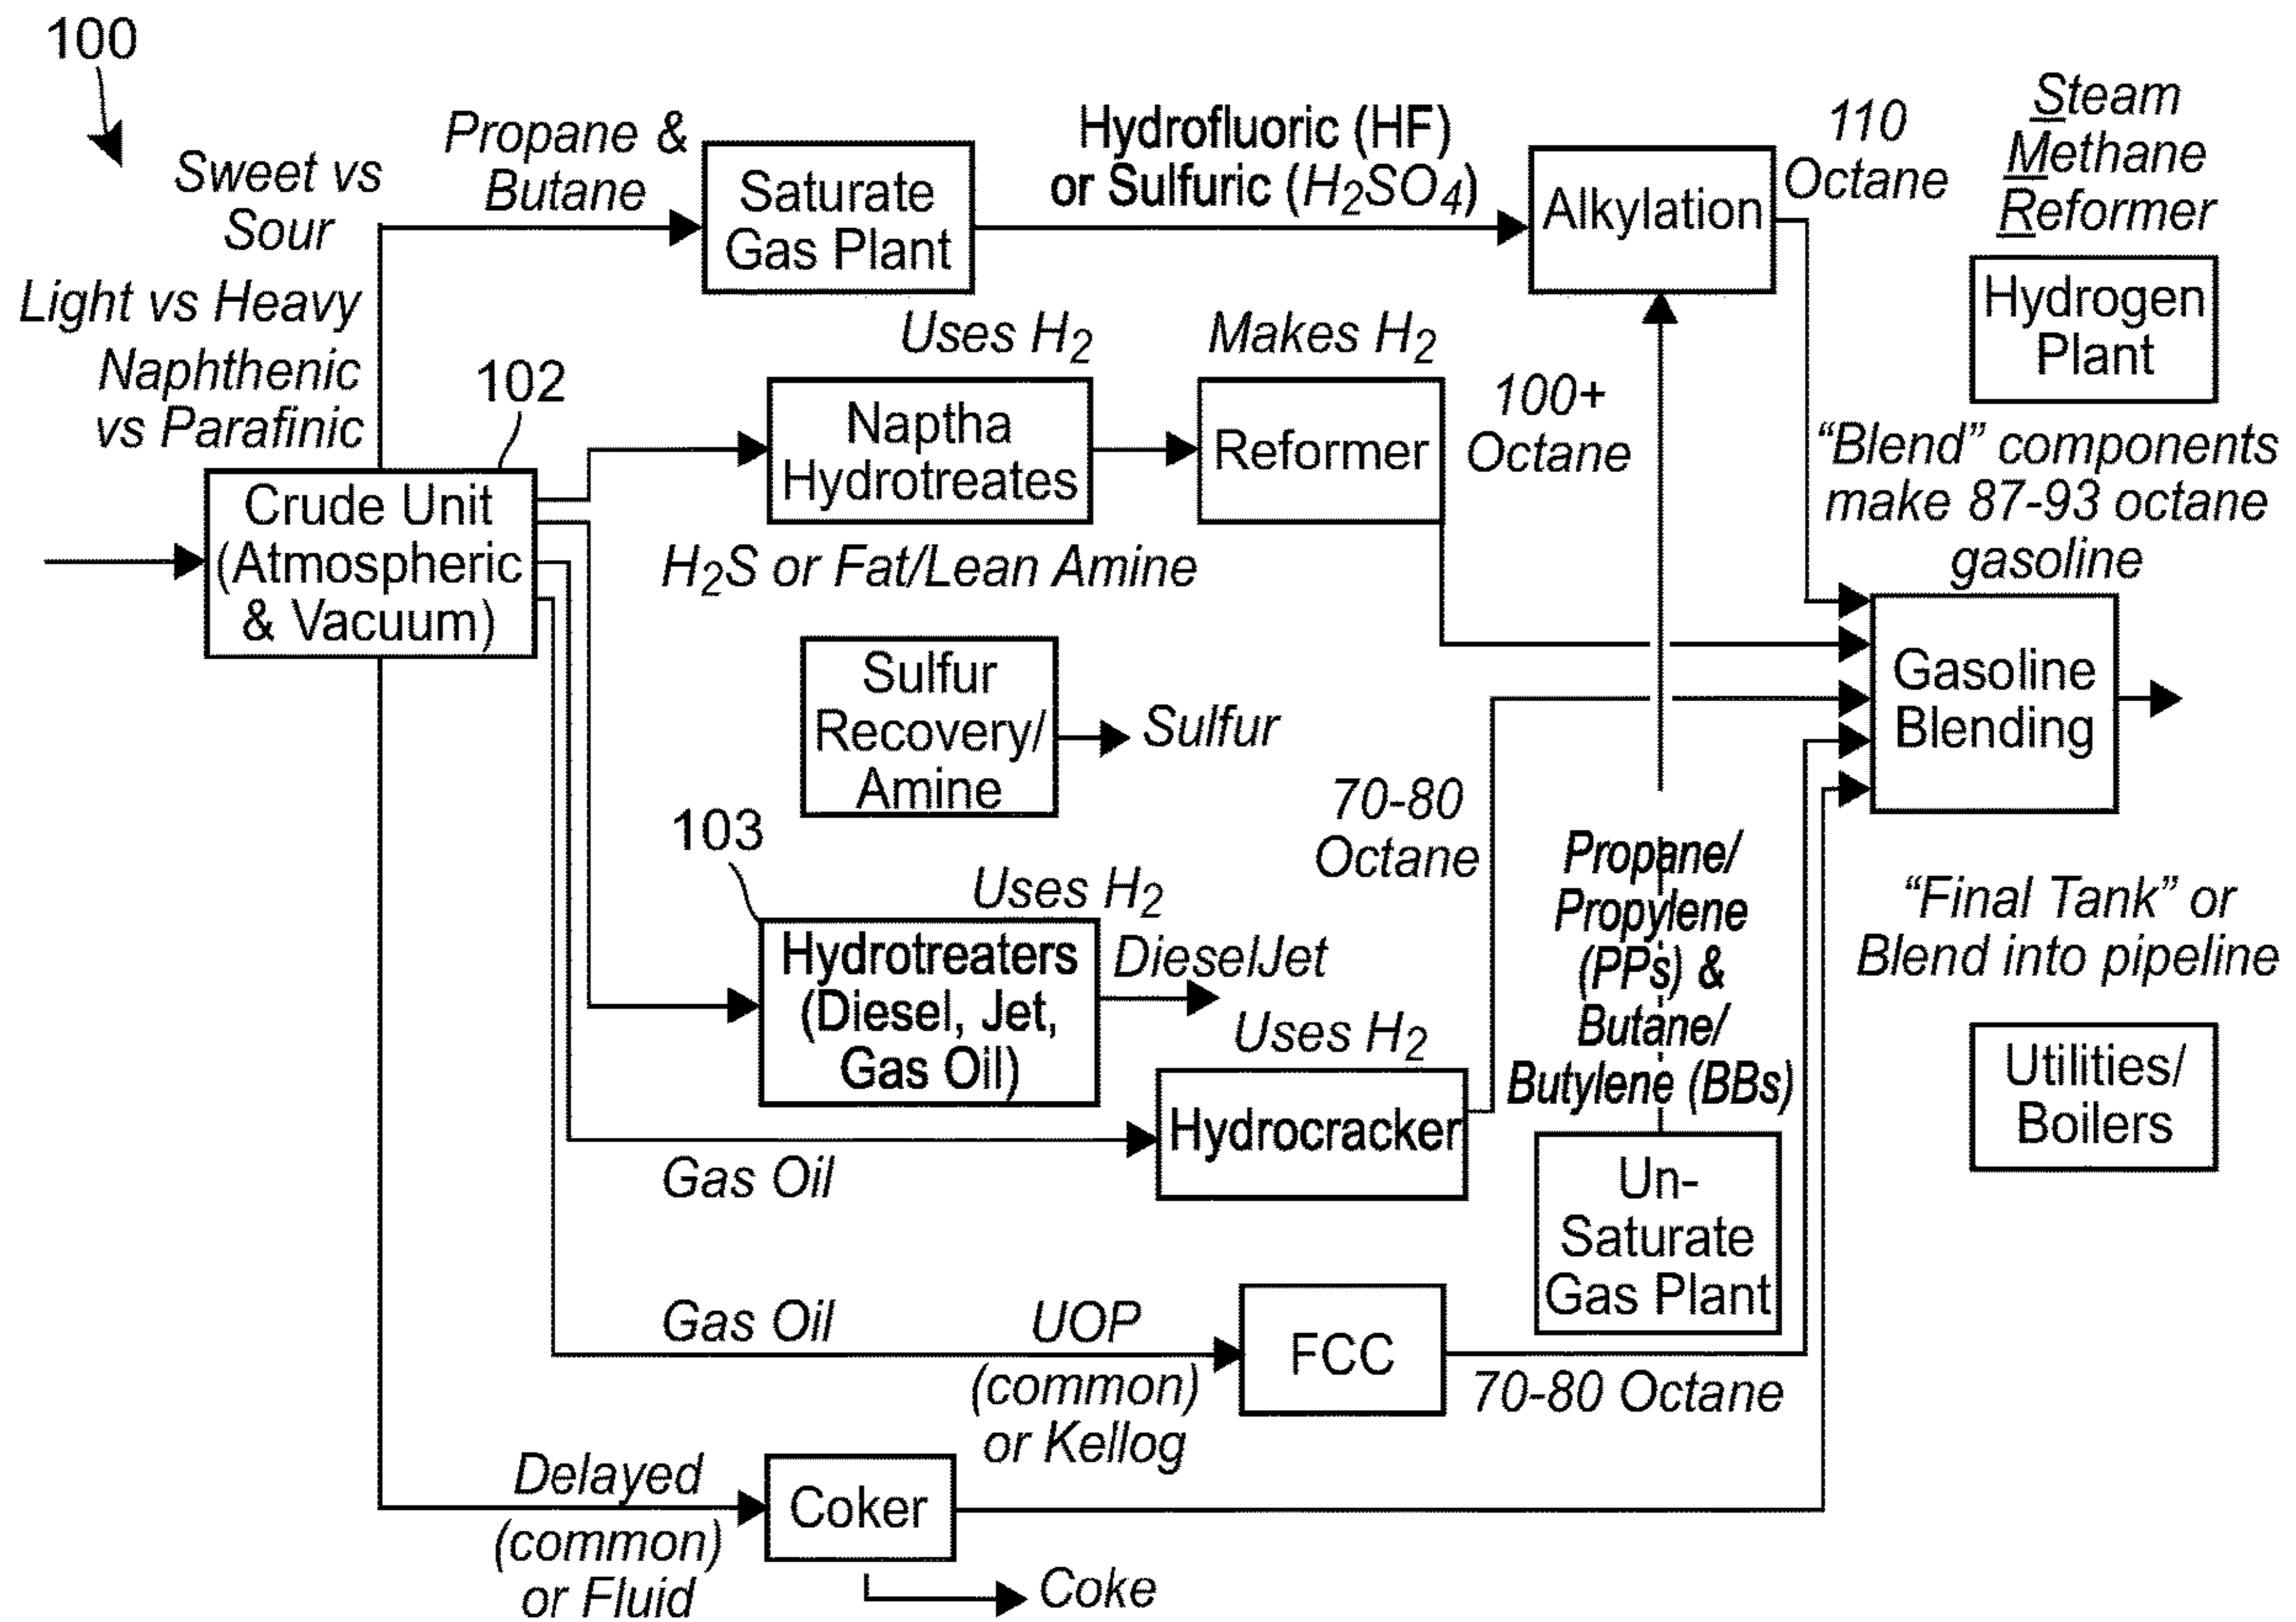 100
Sweet vs
Sour
Light vs Heavy
Naphthenic
vs Parafinic
102
Crude Unit
(Atmospheric
& Vacuum)
Propane &
Butane
Saturate
Gas Plant
Hydrofluoric (HF)
or Sulfuric (H2SO4)
Alkylation
110
Octane
Steam
Methane
Reformer
Hydrogen
Plant
Uses H2
Naptha
Hydrotreates
Makes H2
Reformer
100+
Octane
“Blend” components
make 87-93 octane
gasoline
H2S or Fat/Lean Amine
Sulfur
Recovery/
Amine
Sulfur
Gasoline
Blending
103
Uses H2
Hydrotreaters
(Diesel, Jet,
Gas Oil)
DieselJet
70-80
Octane
Propane/
Propylene
(PPs) &
Butane/
Butylene (BBs)
“Final Tank” or
Blend into pipeline
Uses H2
Hydrocracker
Gas Oil
Un-
Saturate
Gas Plant
Utilities/
Boilers
Gas Oil
UOP
(common)
or Kellog
FCC
70-80 Octane
Delayed
(common)
or Fluid
Coker
Coke